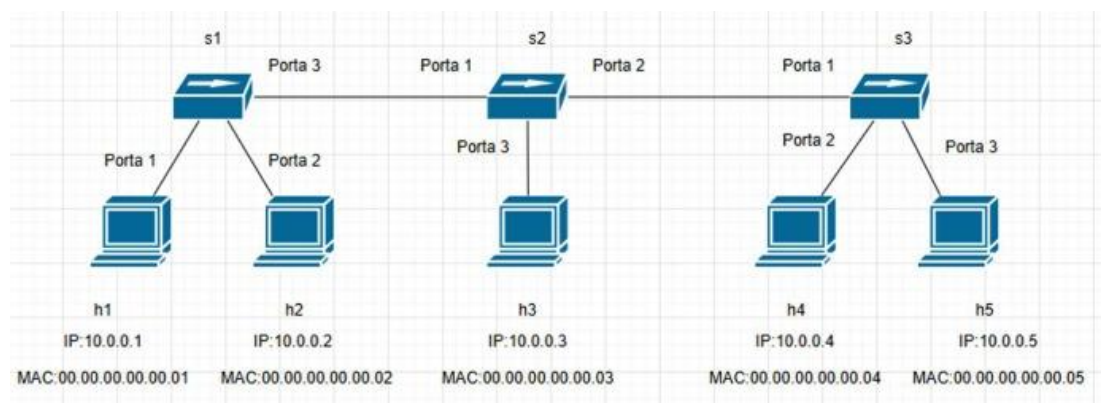 s1
s2
s3
Porta 3
Porta 1
Porta 2
Porta 1
Porta 1
Porta 2
Porta 3
Porta 2
Porta 3
h1
h2
h3
h4
h5
IP:10.0.0.1
IP:10.0.0.2
IP:10.0.0.3
IP:10.0.0.4
IP:10.0.0.5
MAC:00.00.00.00.00.01
MAC:00.00.00.00.00.02
MAC:00.00.00.00.00.03
MAC:00.00.00.00.00.04
MAC:00.00.00.00.00.05